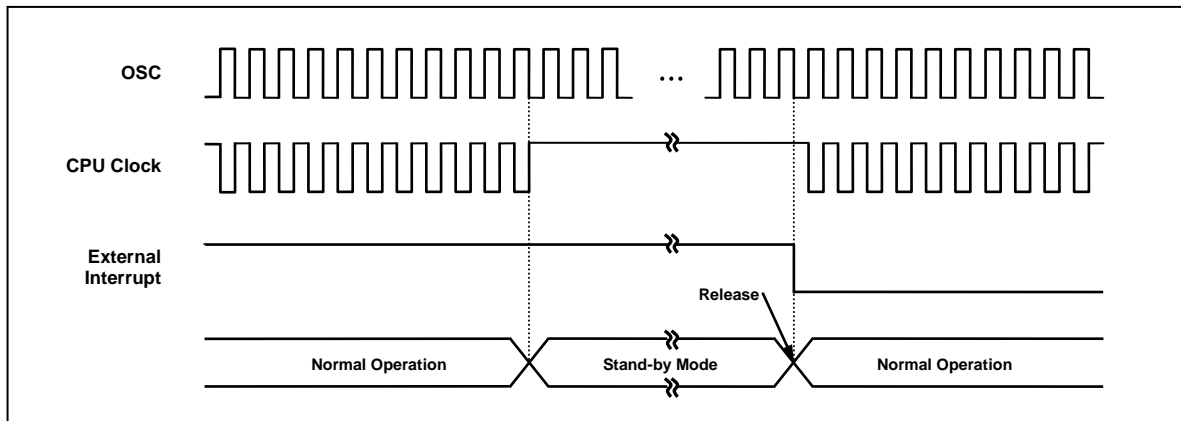 OSC
...
CPU Clock
External
Interrupt
Release
Normal Operation
Stand-by Mode
Normal Operation